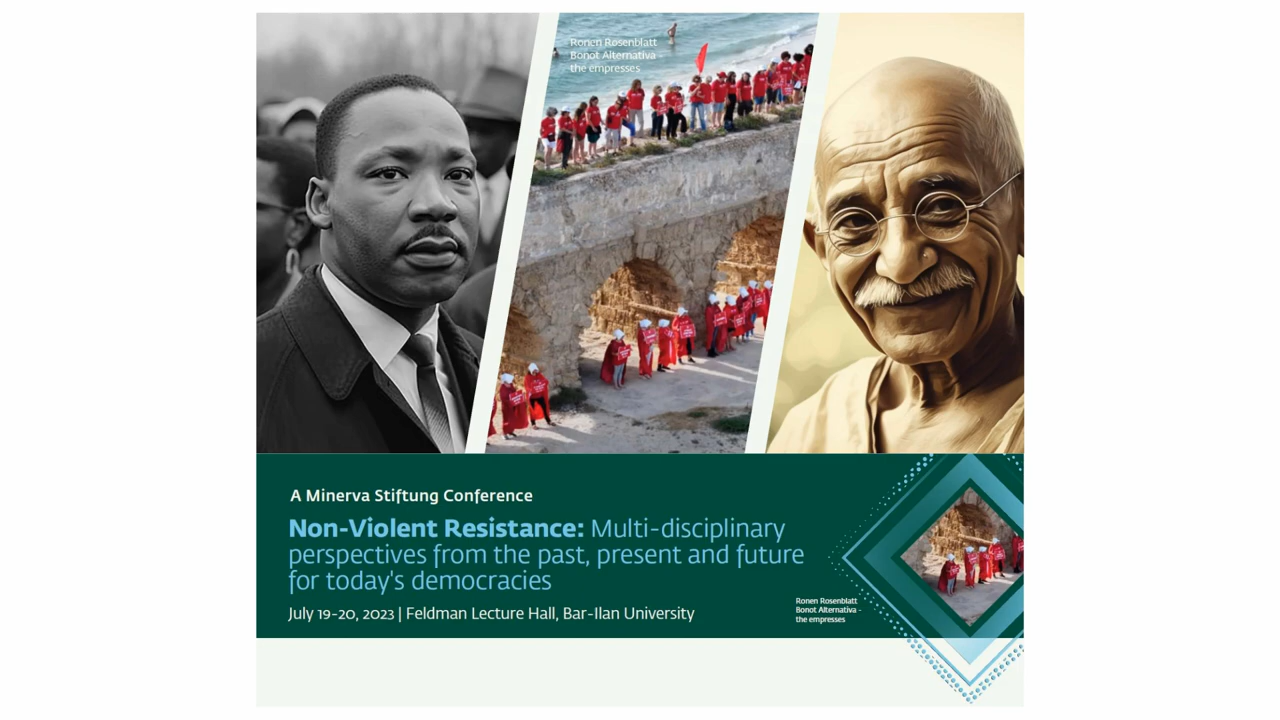 Ronen Rosenblatt
Bonot Alternativa -
the empresses
A Minerva Stiftung Conference
Non-Violent Resistance: Multi-disciplinary
perspectives from the past, present and future
for today's democracies
July 19-20, 2023 | Feldman Lecture Hall, Bar-Ilan University
Ronen Rosenblatt
Bonot Alternativa -
the empresses